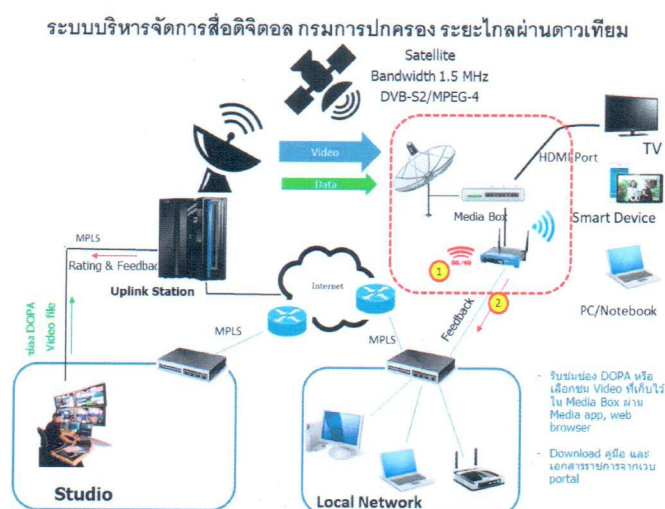 ระบบบริหารจัดการสื่อดิจิตอล กรมการปกครอง ระยะไกลผ่านดาวเทียม
Satellite
Bandwidth 1.5 MHz
DVB-S2/MPEG-4
Video
Data
HDMI Port
TV
Media Box
Smart Device
MPLS
Rating & Feedback
Uplink Station
3G/4G
1
2
Internet
PC/Notebook
ช่อง DOPA
Video file
MPLS
MPLS
Feedback
- รับชมช่อง DOPA หรือ
เลือกชม Video ที่เก็บไว้
ใน Media Box ผ่าน
Media app, web
browser
- Download คู่มือ และ
เอกสารราชการจากเวบ
portal
Studio
Local Network